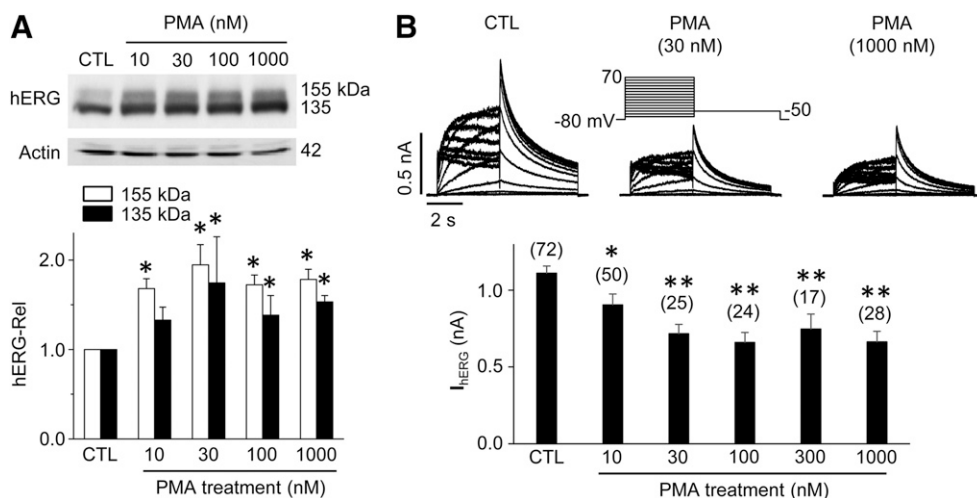 A
PMA (nM)
CTL 10 30 100 1000
hERG 155 kDa
135
Actin 42
155 kDa
135 kDa
hERG-Rel
2.0
1.0
0.0
* * * * * * *
CTL 10 30 100 1000
PMA treatment (nM)
B
CTL PMA (30 nM) PMA (1000 nM)
70
-80 mV -50
0.5 nA
2 s
IhERG (nA)
1.0
0.5
0.0
* ** ** ** **
(72) (50) (25) (24) (17) (28)
CTL 10 30 100 300 1000
PMA treatment (nM)